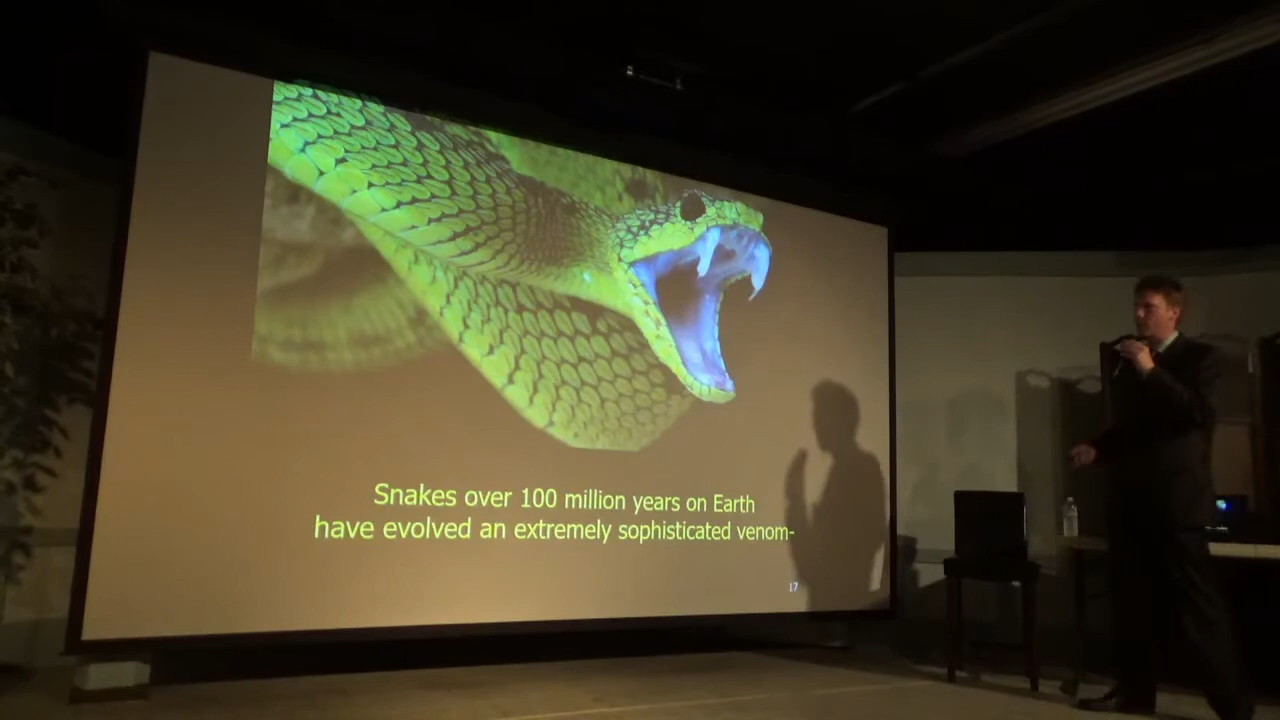 Snakes over 100 million years on Earth
have evolved an extremely sophisticated venom-
17